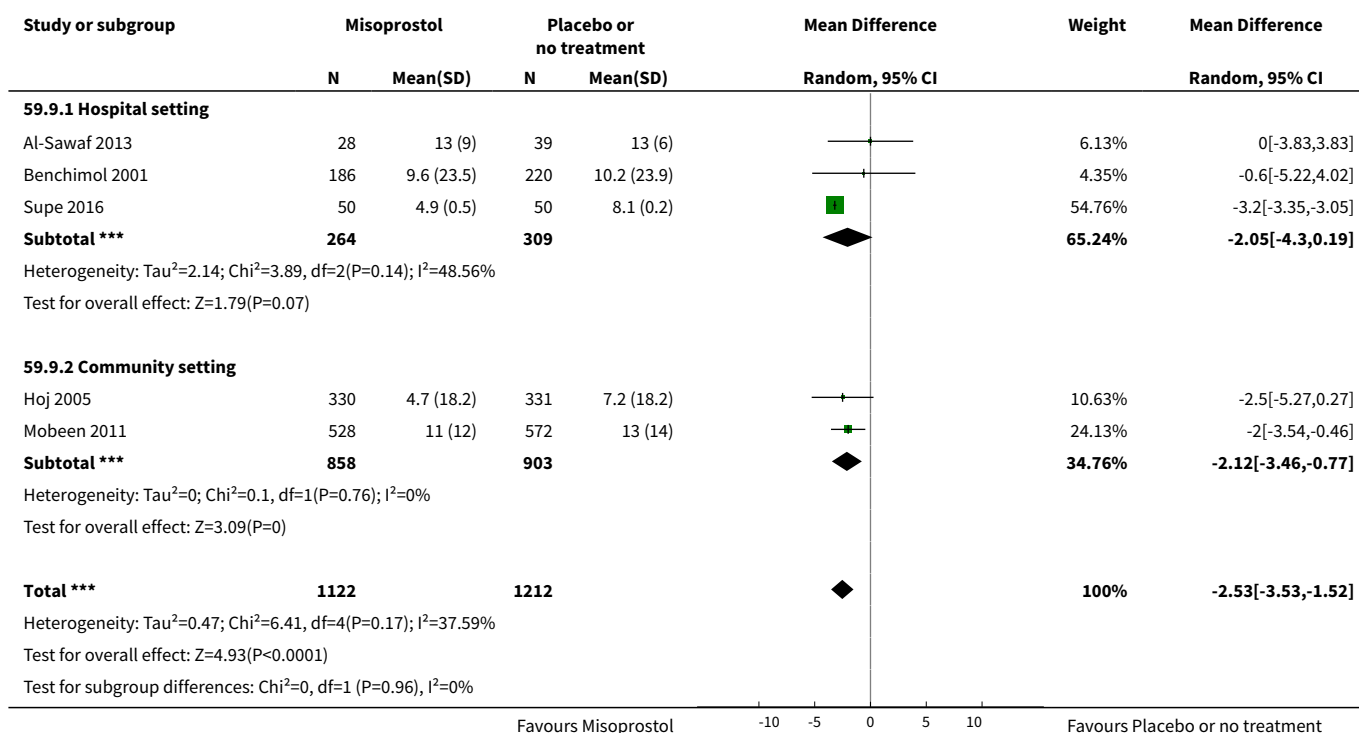 Study or subgroup Misoprostol Placebo or no treatment Mean Difference Weight Mean Difference
N Mean(SD) N Mean(SD) Random, 95% CI Random, 95% CI
59.9.1 Hospital setting
Al-Sawaf 2013 28 13 (9) 39 13 (6) 6.13% 0[-3.83,3.83]
Benchimol 2001 186 9.6 (23.5) 220 10.2 (23.9) 4.35% -0.6[-5.22,4.02]
Supe 2016 50 4.9 (0.5) 50 8.1 (0.2) 54.76% -3.2[-3.35,-3.05]
Subtotal *** 264 309 65.24% -2.05[-4.3,0.19]
Heterogeneity: Tau²=2.14; Chi²=3.89, df=2(P=0.14); I²=48.56%
Test for overall effect: Z=1.79(P=0.07)
59.9.2 Community setting
Hoj 2005 330 4.7 (18.2) 331 7.2 (18.2) 10.63% -2.5[-5.27,0.27]
Mobeen 2011 528 11 (12) 572 13 (14) 24.13% -2[-3.54,-0.46]
Subtotal *** 858 903 34.76% -2.12[-3.46,-0.77]
Heterogeneity: Tau²=0; Chi²=0.1, df=1(P=0.76); I²=0%
Test for overall effect: Z=3.09(P=0)
Total *** 1122 1212 100% -2.53[-3.53,-1.52]
Heterogeneity: Tau²=0.47; Chi²=6.41, df=4(P=0.17); I²=37.59%
Test for overall effect: Z=4.93(P<0.0001)
Test for subgroup differences: Chi²=0, df=1 (P=0.96), I²=0%
Favours Misoprostol -10 -5 0 5 10 Favours Placebo or no treatment